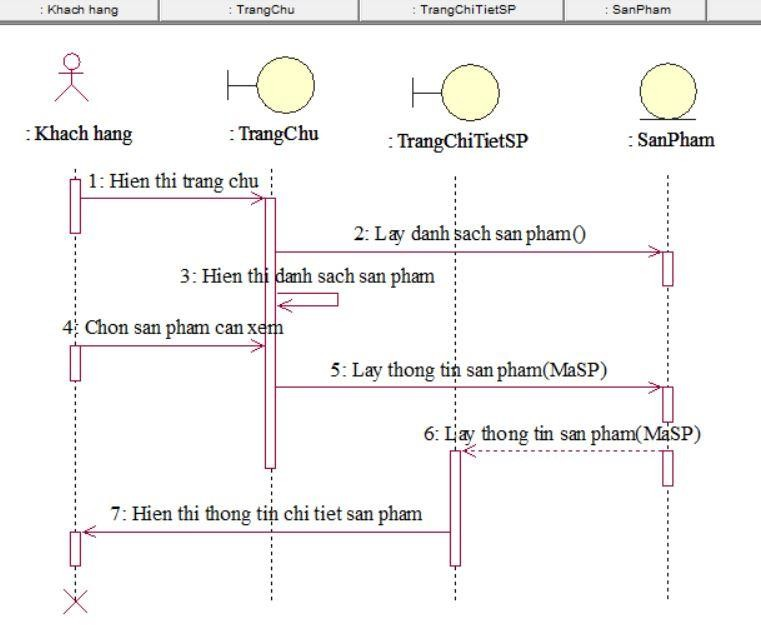 : Khach hang
: TrangChu
: TrangChiTietSP
: SanPham
: Khach hang
: TrangChu
: TrangChiTietSP
: SanPham
1: Hien thi trang chu
2: Lay danh sach san pham()
3: Hien thi danh sach san pham
4: Chon san pham can xem
5: Lay thong tin san pham(MaSP)
6: Lay thong tin san pham(MaSP)
7: Hien thi thong tin chi tiet san pham